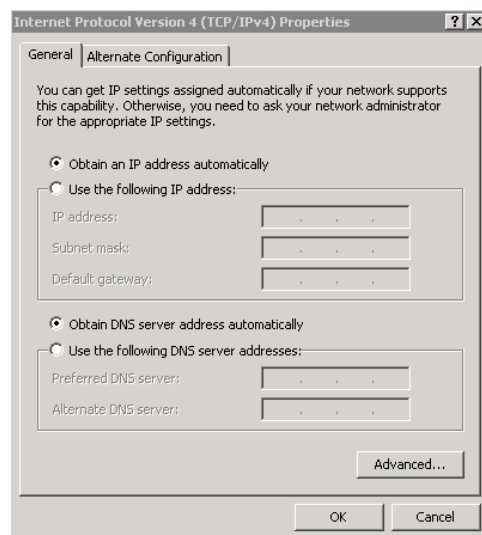 Internet Protocol Version 4 (TCP/IPv4) Properties
General
Alternate Configuration
You can get IP settings assigned automatically if your network supports
this capability. Otherwise, you need to ask your network administrator
for the appropriate IP settings.
Obtain an IP address automatically
Use the following IP address:
IP address:
Subnet mask:
Default gateway:
Obtain DNS server address automatically
Use the following DNS server addresses:
Preferred DNS server:
Alternate DNS server:
Advanced...
OK
Cancel